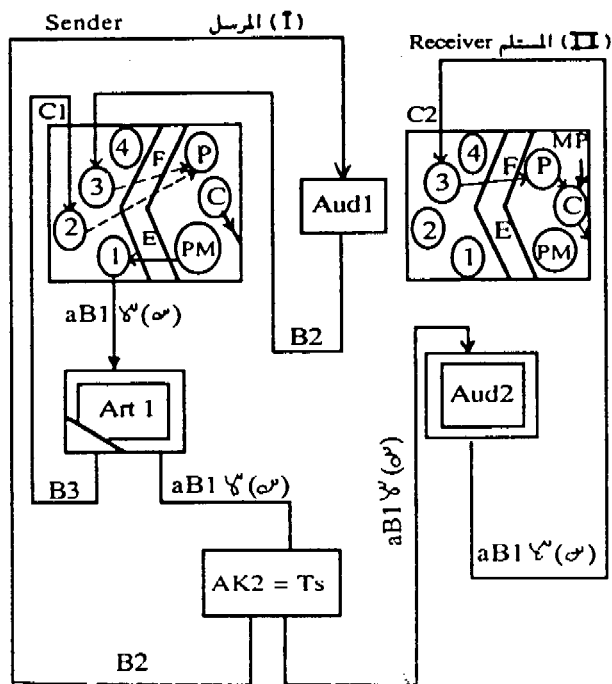 Sender المرسل (I)
Receiver المستلم (II)
C1
4
F
P
3
C
2
E
1
PM
Aud1
C2
4
F
P
MP
3
C
2
E
1
PM
aB1
B2
Art 1
Aud2
B3
aB1
aB1
aB1
AK2 = Ts
B2